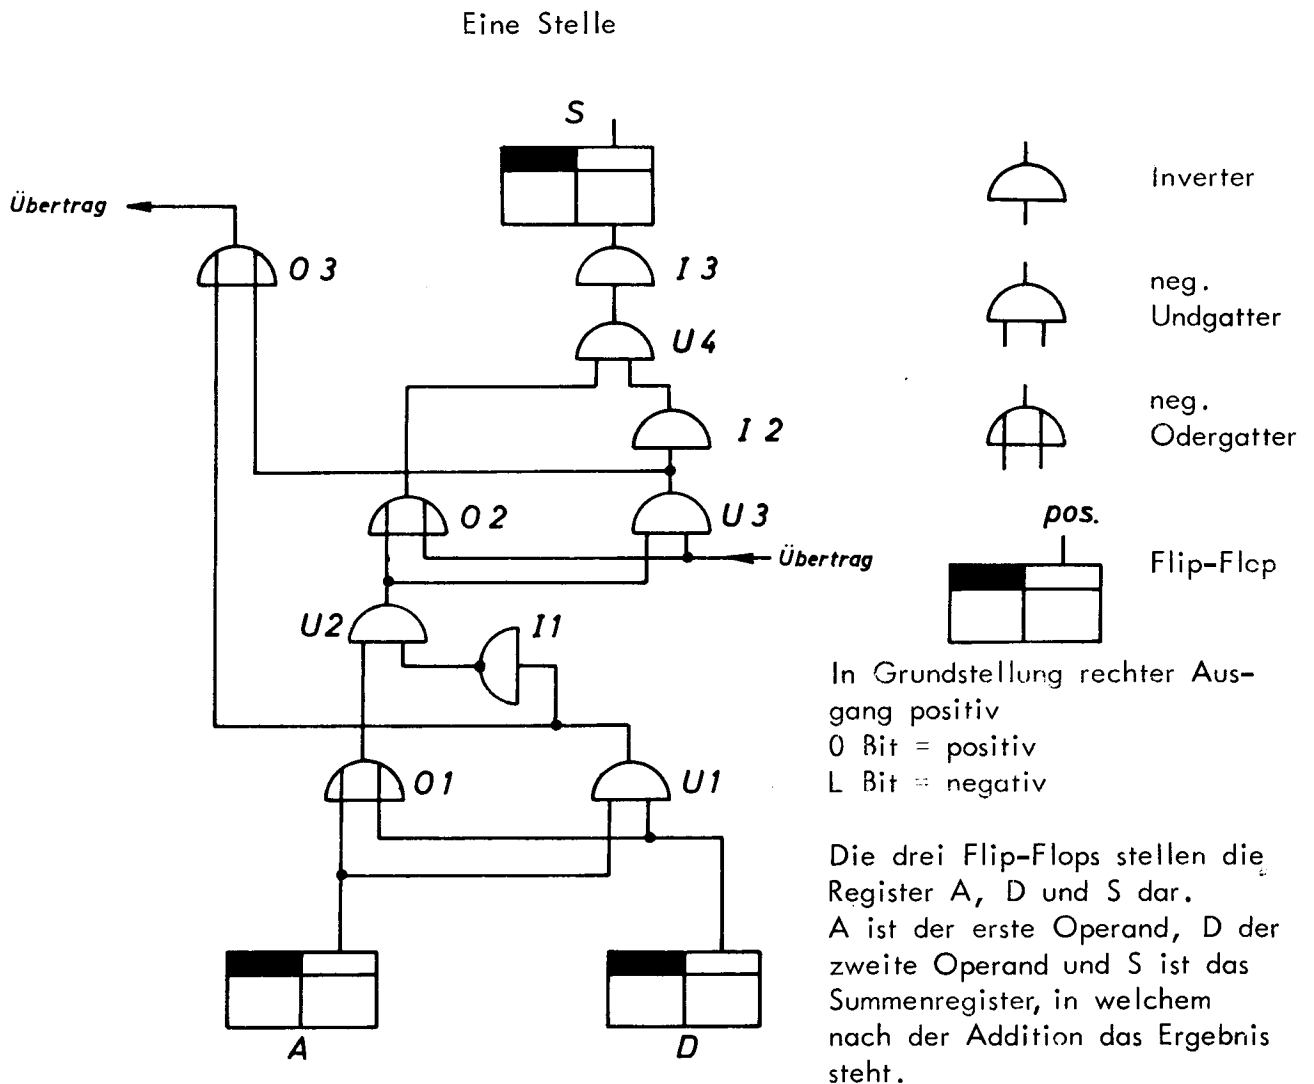 Eine Stelle
S
Übertrag
O 3
I 3
U 4
I 2
O 2
U 3
Übertrag
U2
I1
O1
U1
A
D
Inverter
neg.
Undgatter
neg.
Odergatter
pos.
Flip-Flop
In Grundstellung rechter Aus-
gang positiv
0 Bit = positiv
L Bit = negativ
Die drei Flip-Flops stellen die
Register A, D und S dar.
A ist der erste Operand, D der
zweite Operand und S ist das
Summenregister, in welchem
nach der Addition das Ergebnis
steht.